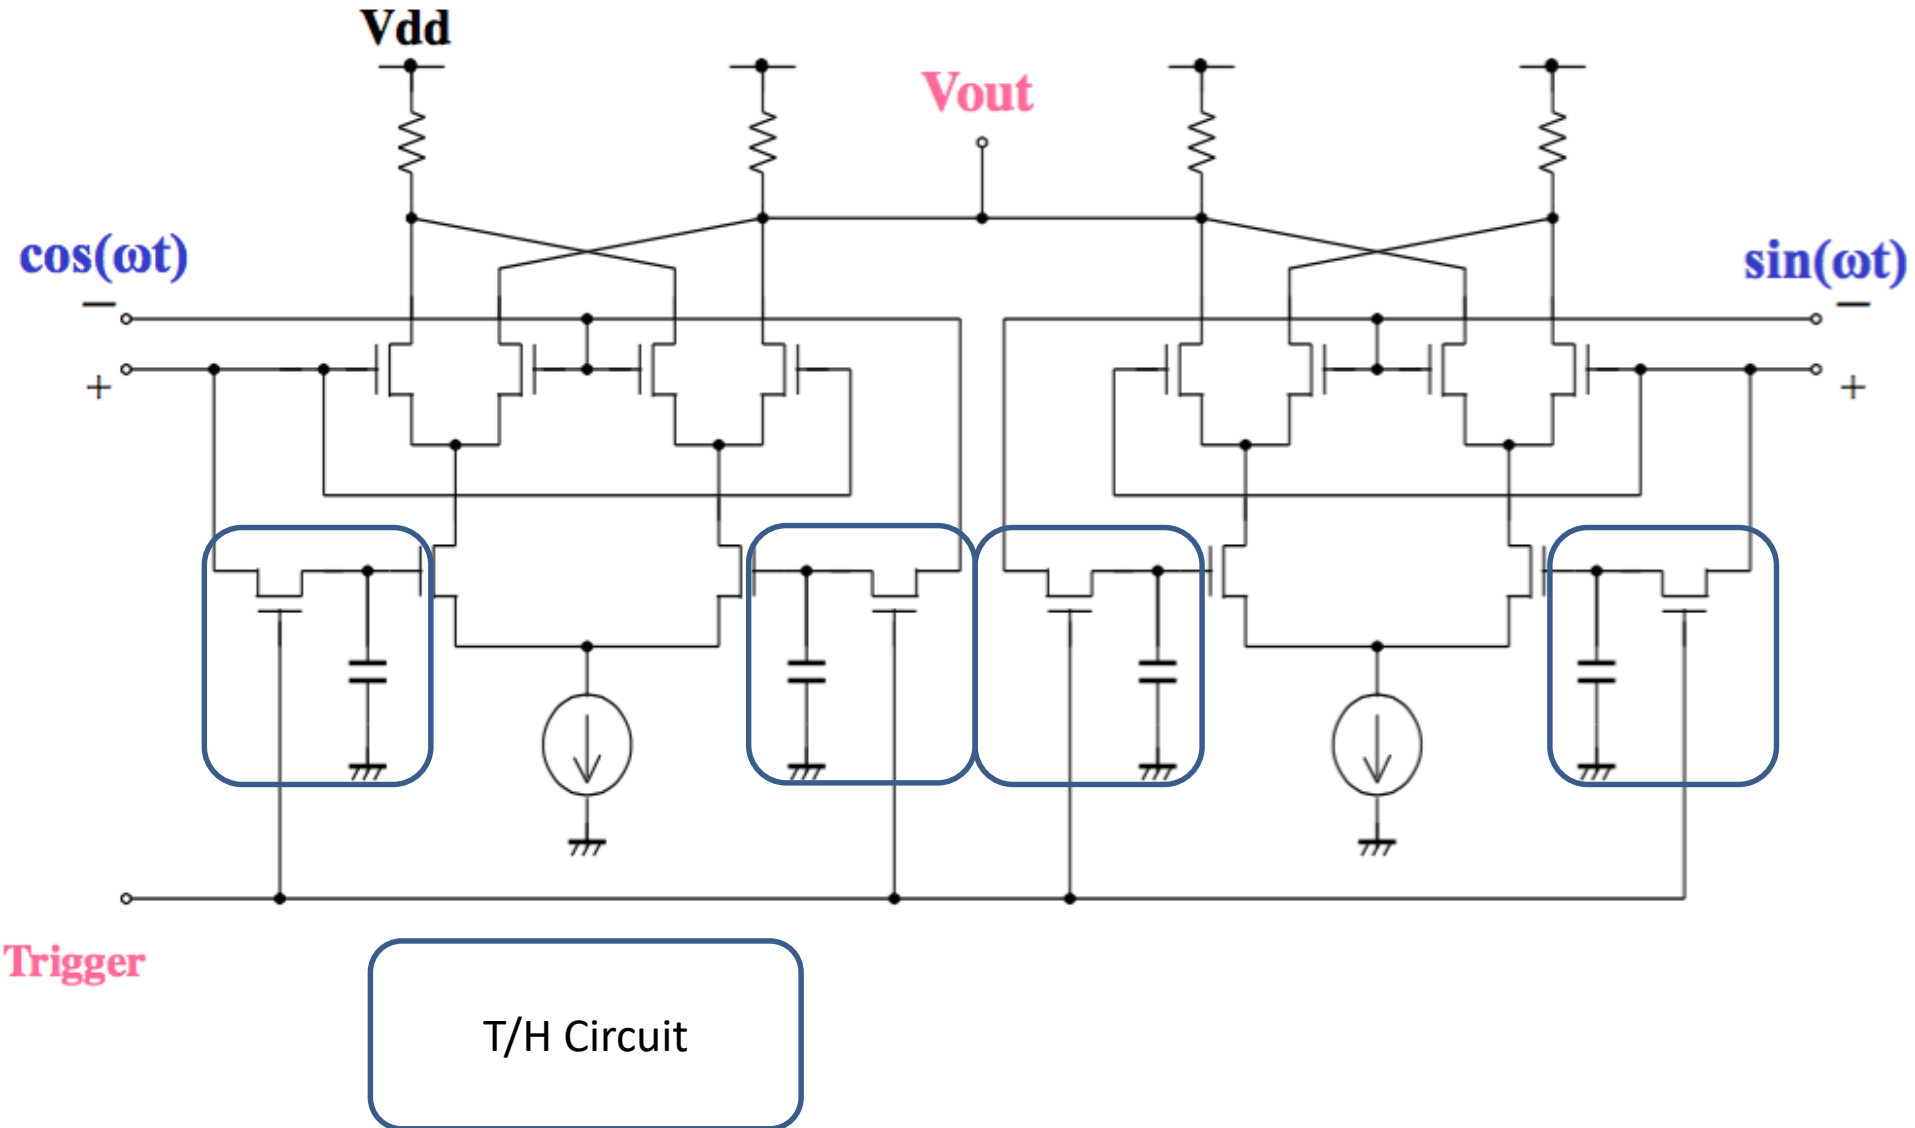 Vdd
Vout
cos(ωt)
sin(ωt)
−
−
+
+
Trigger
T/H Circuit